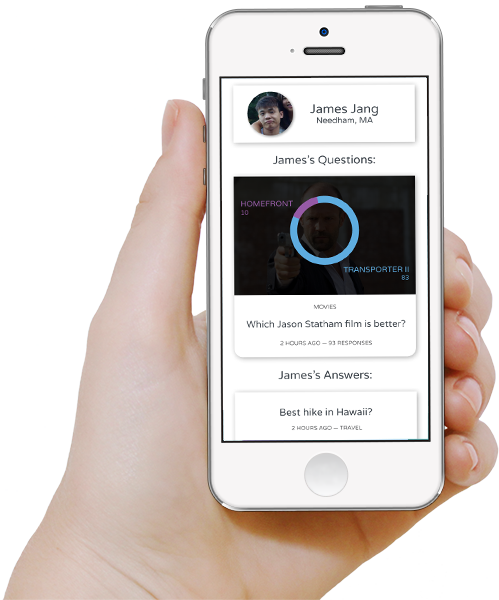 James Jang
Needham, MA
James's Questions:
HOMEFRONT
10
TRANSPORTER II
83
MOVIES
Which Jason Statham film is better?
2 HOURS AGO — 93 RESPONSES
James's Answers:
Best hike in Hawaii?
2 HOURS AGO — TRAVEL